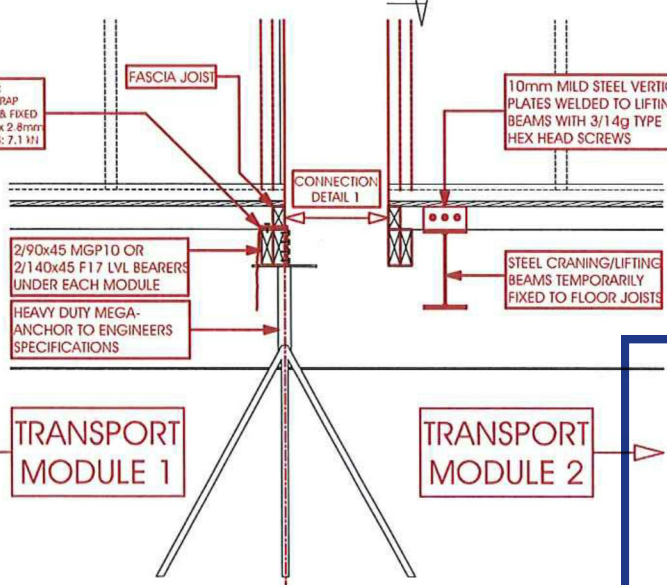 RAP
& FIXED
x 2.8mm
: 7.1 kN
FASCIA JOIST
10mm MILD STEEL
PLATES WELDED TO
BEAMS WITH 3/14g TYPE
HEX HEAD SCREWS
CONNECTION
DETAIL 1
2/90x45 MGP10 OR
2/140x45 F17 LVL BEARERS
UNDER EACH MODULE
STEEL CRANING/LIFTING
BEAMS TEMPORARILY
FIXED TO FLOOR JOISTS
HEAVY DUTY MEGA-
ANCHOR TO ENGINEERS
SPECIFICATIONS
TRANSPORT
MODULE 1
TRANSPORT
MODULE 2